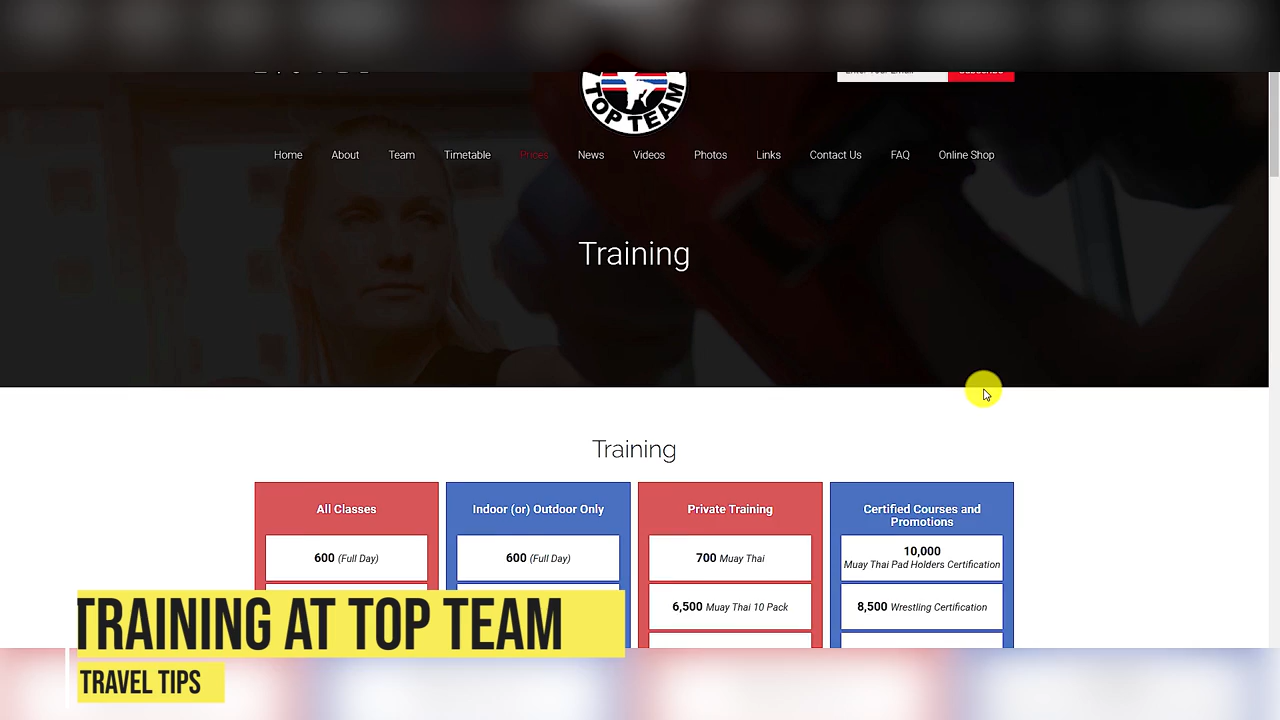 TOP TEAM
Home About Team Timetable Prices News Videos Photos Links Contact Us FAQ Online Shop
Training
Training
All Classes
600 (Full Day)
Indoor (or) Outdoor Only
600 (Full Day)
Private Training
700 Muay Thai
6,500 Muay Thai 10 Pack
Certified Courses and
Promotions
10,000
Muay Thai Pad Holders Certification
8,500 Wrestling Certification
TRAINING AT TOP TEAM
TRAVEL TIPS